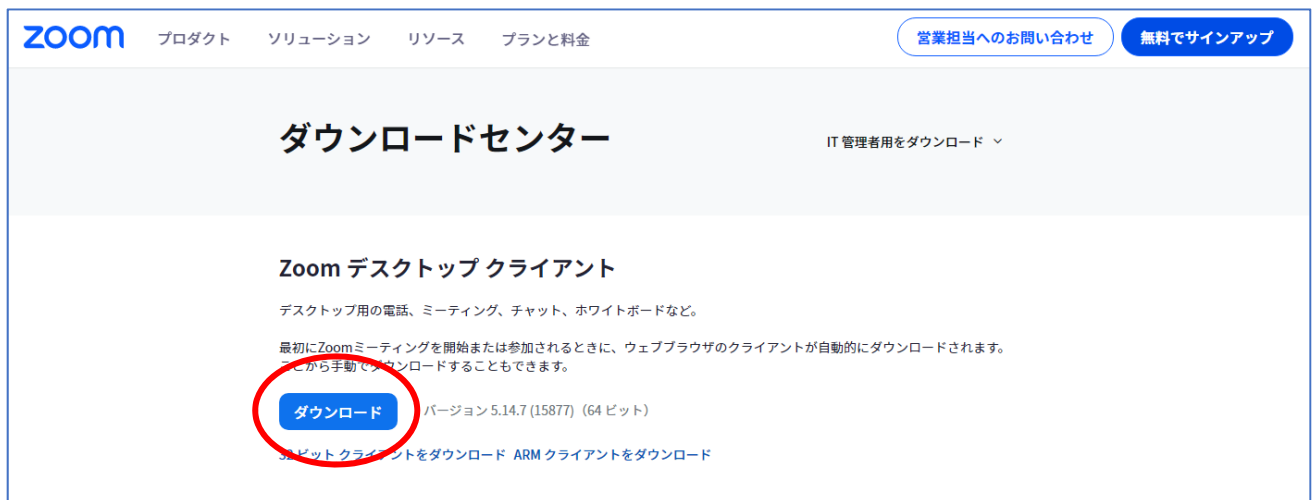 zoom プロダクト ソリューション リソース プランと料金 営業担当へのお問い合わせ 無料でサインアップ
ダウンロードセンター IT 管理者用をダウンロード
Zoom デスクトップ クライアント
デスクトップ用の電話、ミーティング、チャット、ホワイトボードなど。
最初にZoomミーティングを開始または参加されるときに、ウェブブラウザのクライアントが自動的にダウンロードされます。
ここから手動でダウンロードすることもできます。
ダウンロード バージョン 5.14.7 (15877)（64 ビット）
32 ビット クライアントをダウンロード ARM クライアントをダウンロード